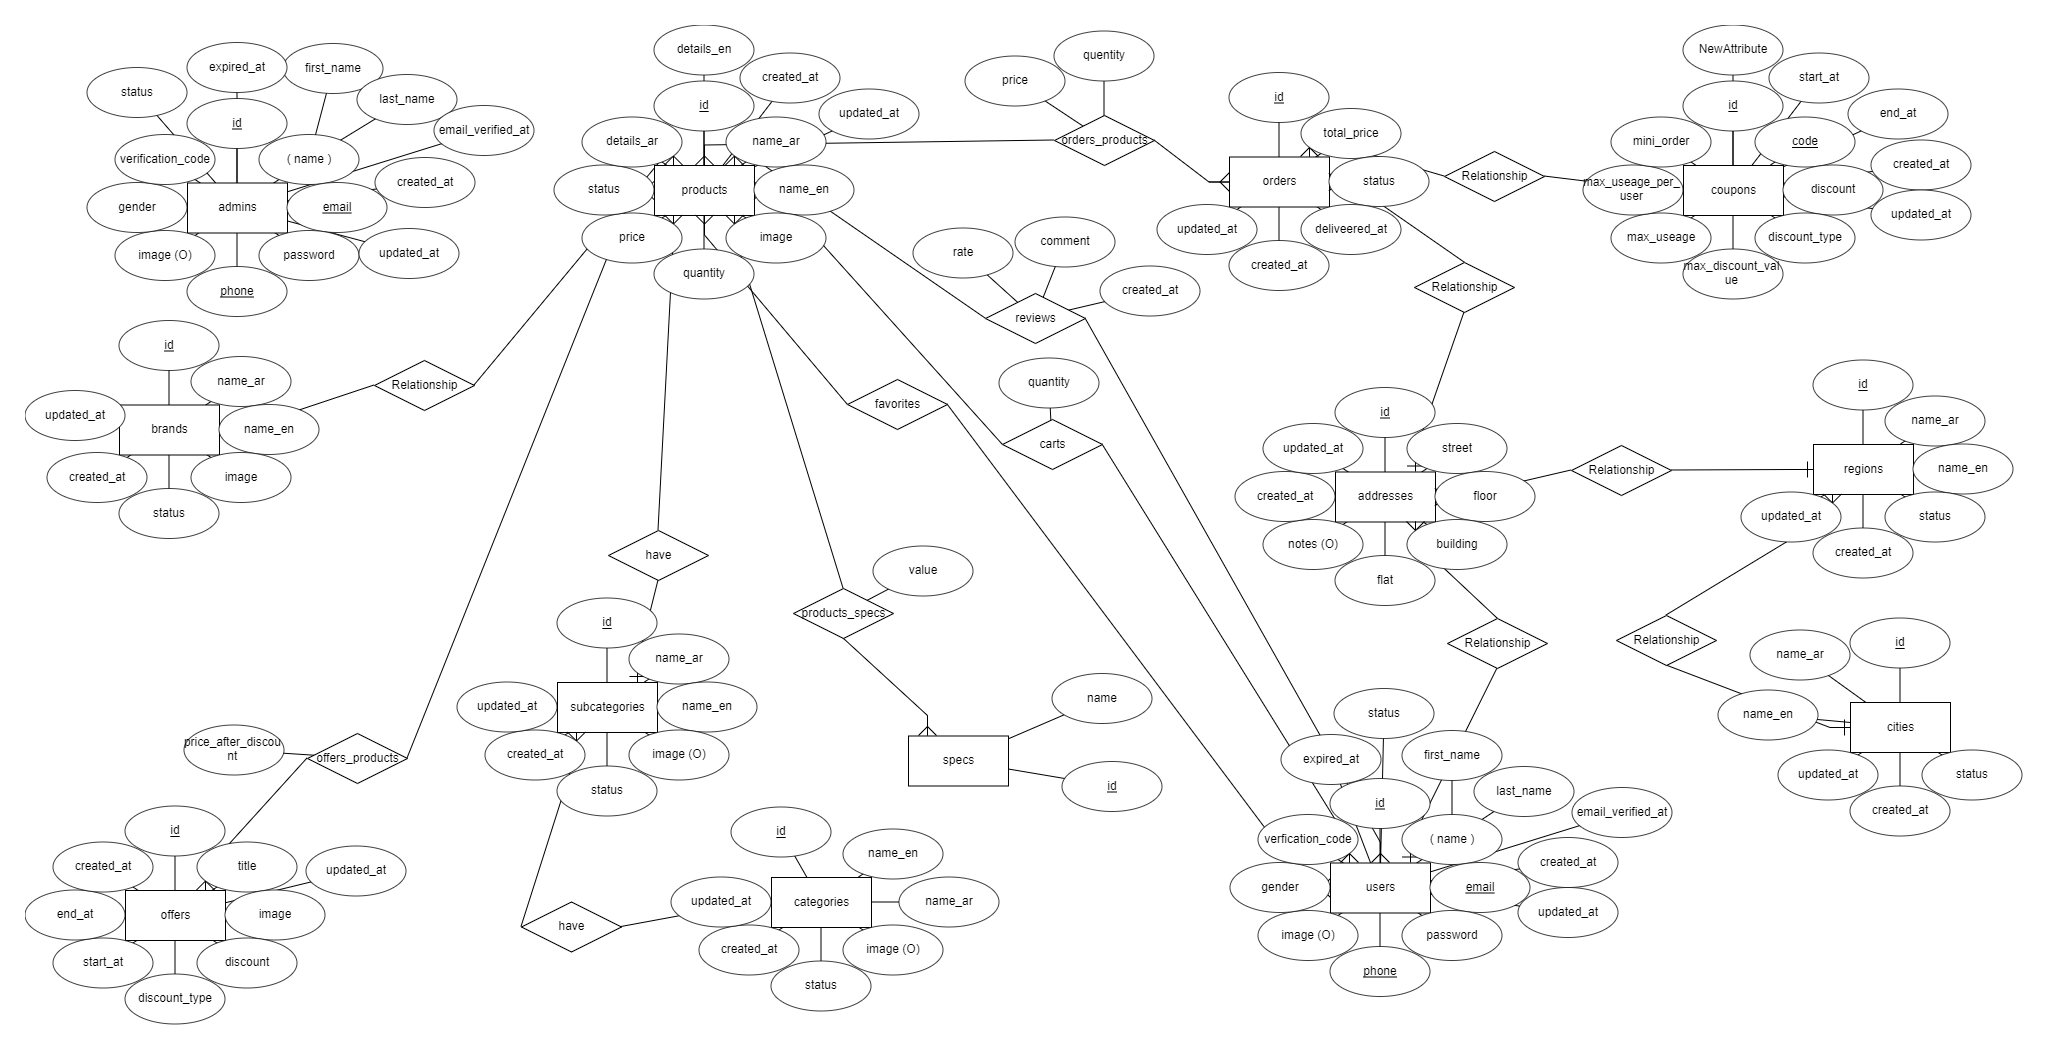 details_en
NewAttribute
quentity
expired_at
first_name
created_at
start_at
price
status
last_name
id
id
id
updated_at
end_at
id
email_verified_at
total_price
details_ar
name_ar
orders_products
mini_order
code
verification_code
( name )
created_at
created_at
Relationship
status
products
name_en
orders
status
max_useage_per_
user
coupons
discount
gender
admins
email
updated_at
updated_at
deliveered_at
price
image
max_useage
discount_type
comment
rate
image (O)
password
updated_at
created_at
quantity
max_discount_val
ue
phone
created_at
Relationship
reviews
id
name_ar
Relationship
quantity
id
favorites
id
updated_at
name_ar
brands
name_en
carts
updated_at
street
regions
name_en
Relationship
created_at
image
created_at
addresses
floor
status
updated_at
status
notes (O)
building
created_at
have
flat
value
products_specs
id
Relationship
Relationship
id
name_ar
name_ar
name
subcategories
updated_at
name_en
status
name_en
cities
price_after_discou
nt
offers_products
created_at
image (O)
specs
expired_at
first_name
updated_at
status
status
id
last_name
id
created_at
email_verified_at
id
id
verfication_code
( name )
created_at
title
updated_at
name_en
created_at
gender
users
email
end_at
offers
image
updated_at
categories
name_ar
updated_at
have
image (O)
password
start_at
discount
created_at
image (O)
phone
discount_type
status